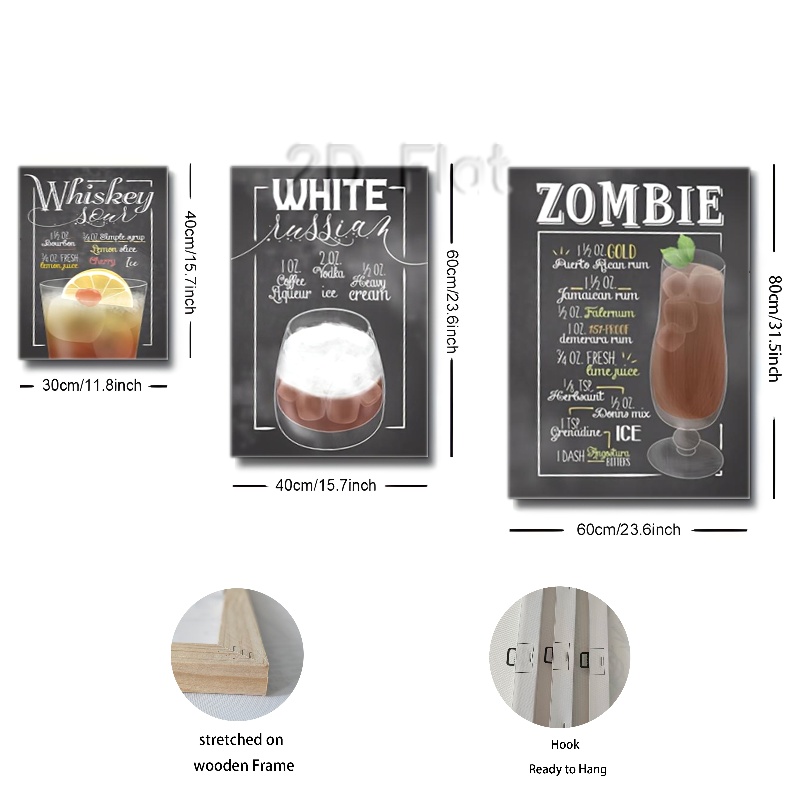 2D Flat
Whiskey
sour
1½ OZ. Bourbon
¾ OZ. Simple syrup
Lemon slice
¾ OZ. FRESH
lemon juice
Cherry
Ice
40cm/15.7inch
30cm/11.8inch
WHITE
russian
1 OZ.
Coffee
Liqueur
2 OZ.
Vodka
ice
½ OZ.
Heavy
cream
60cm/23.6inch
40cm/15.7inch
ZOMBIE
1½ OZ. GOLD
Puerto Rican rum
1½ OZ.
Jamaican rum
½ OZ. Falernum
1 OZ. 151-PROOF
demerara rum
¾ OZ. FRESH
lime juice
⅛ TSP
Herbsaint
½ OZ.
Donns mix
1 TSP
Grenadine
ICE
1 DASH Angostura
BITTERS
80cm/31.5inch
60cm/23.6inch
stretched on
wooden Frame
Hook
Ready to Hang